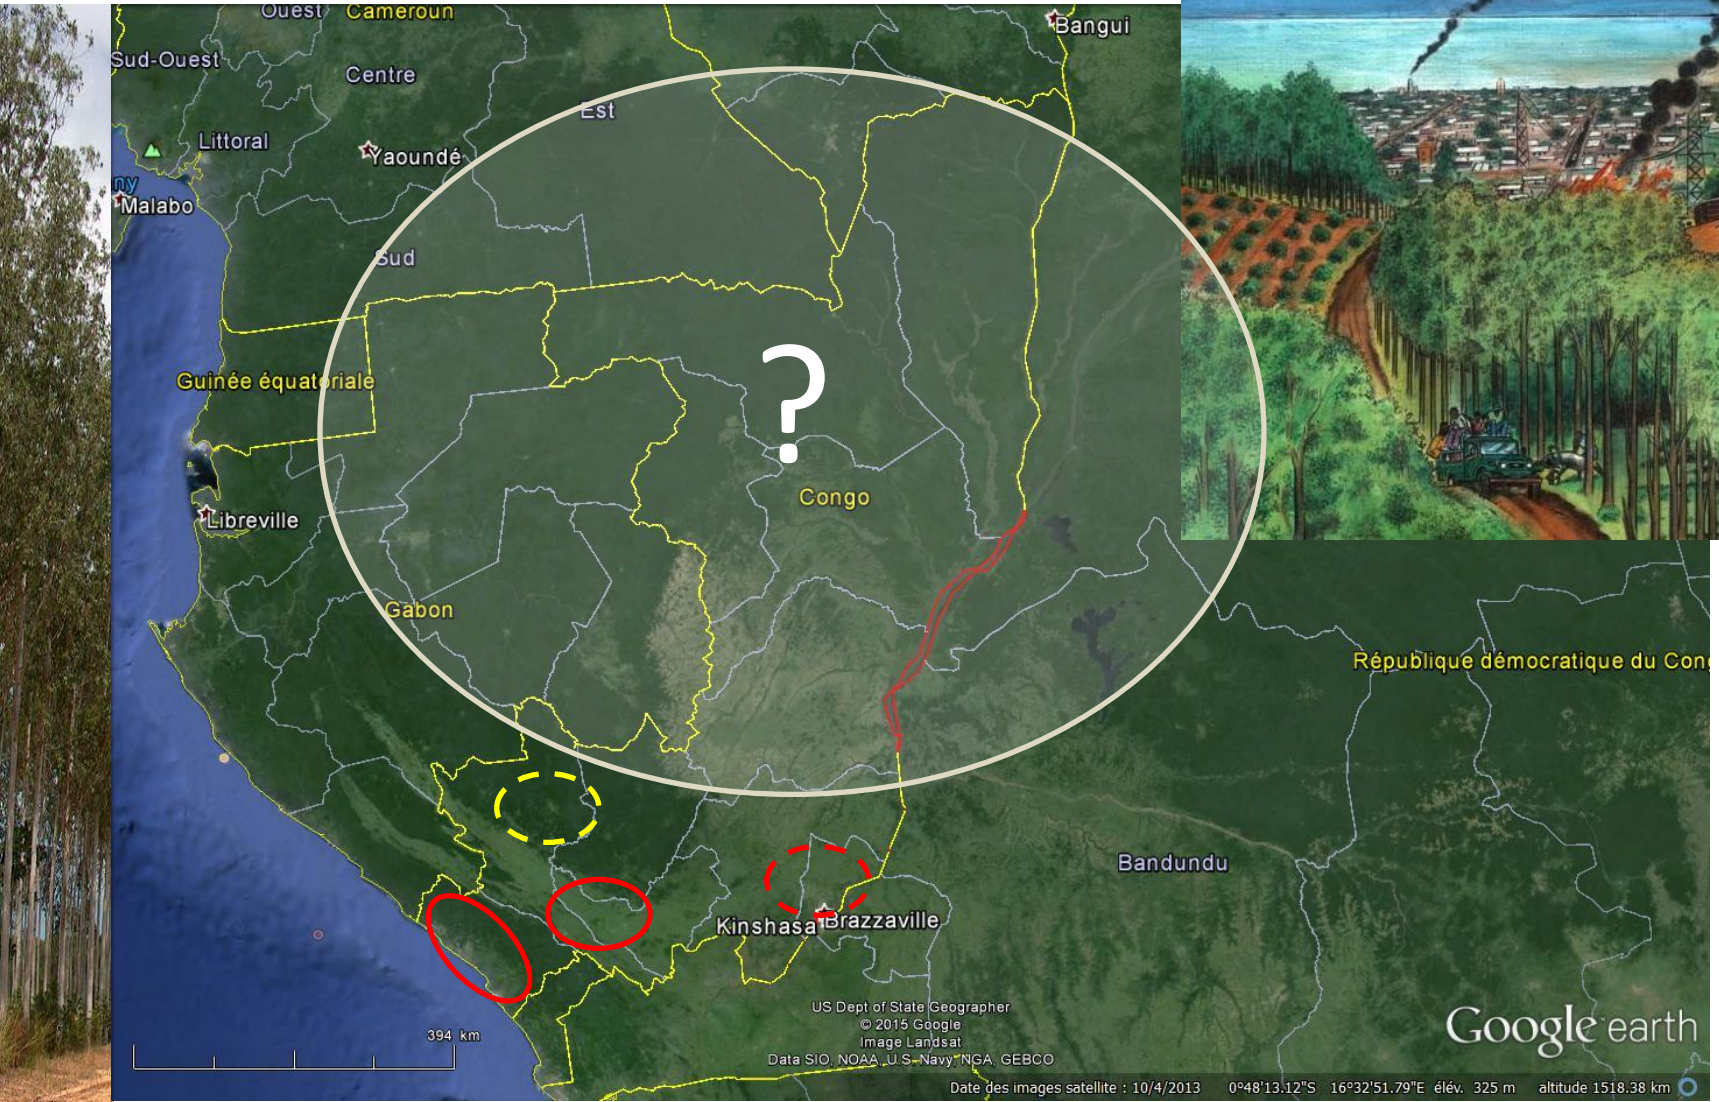 Ouest
Cameroun
Bangui
Sud-Ouest
Centre
Est
Littoral
Yaoundé
ny
Malabo
Sud
?
Guinée équatoriale
Congo
Libreville
Gabon
République démocratique du Con
Bandundu
Kinshasa
Brazzaville
US Dept of State Geographer
© 2015 Google
Image Landsat
Data SIO, NOAA, U.S. Navy, NGA, GEBCO
394 km
Google earth
Date des images satellite : 10/4/2013 0°48'13.12"S 16°32'51.79"E élév. 325 m altitude 1518.38 km